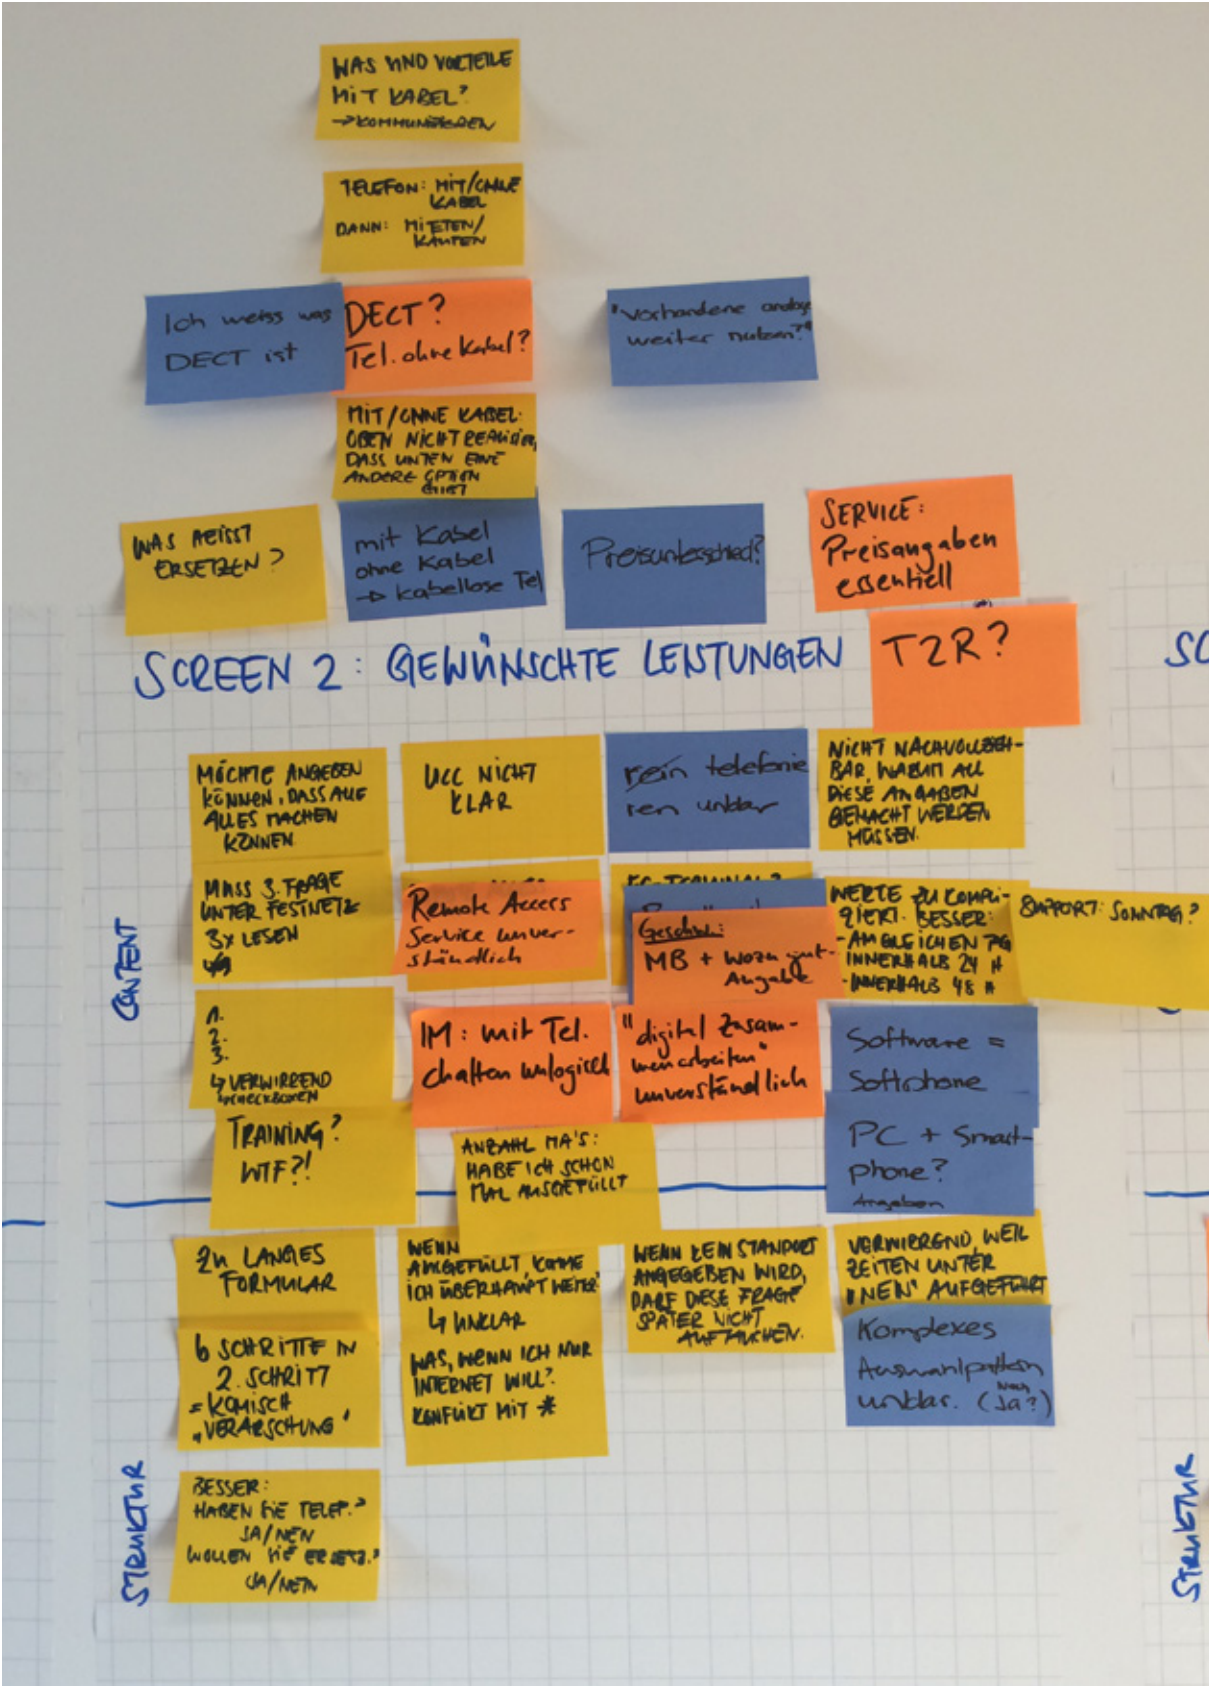 WAS SIND VORTEILE
MIT KABEL?
→ KOMMUNIZIEREN
TELEFON: MIT/OHNE
KABEL
DANN: MIETEN/
KAUFEN
Ich weiss was
DECT ist
DECT?
Tel. ohne Kabel?
"Vorhandene analoge
weiter nutzen?"
MIT/OHNE KABEL:
OBEN NICHT REALISIERT,
DASS UNTEN EINE
ANDERE OPTION
GIBT
WAS HEISST
ERSETZEN?
mit Kabel
ohne Kabel
→ kabellose Tel
Preisunterschied?
SERVICE:
Preisangaben
essentiell
SCREEN 2: GEWÜNSCHTE LEISTUNGEN
T2R?
SC
MÖCHTE ANGEBEN
KÖNNEN, DASS ALLE
ALLES MACHEN
KÖNNEN
UCC NICHT
KLAR
rein telefonie
ren unklar
NICHT NACHVOLLZIEH-
BAR, WARUM ALL
DIESE ANGABEN
GEMACHT WERDEN
MÜSSEN.
CONTENT
MUSS 3. FRAGE
UNTER FESTNETZ
3X LESEN
Remote Access
Service unver-
ständlich
Geschw.:
MB + wozu gut-
Angabe
WERTE ZU KOMPLI-
ZIERT. BESSER:
- AM GLEICHEN TG
- INNERHALB 24 H
- INNERHALB 48 H
SUPPORT: SONNTAG?
1.
2.
3.
↳ VERWIRREND
CHECKBOXEN
IM: mit Tel.
chatten unlogisch
"digital Zusam-
menarbeiten"
unverständlich
Software =
Softphone
TRAINING?
WTF?!
ANZAHL MA'S:
HABE ICH SCHON
MAL AUSGEFÜLLT
PC + Smart-
phone?
Angeben
ZU LANGES
FORMULAR
WENN
AUSGEFÜLLT, KOMME
ICH ÜBERHAUPT WEITER?
↳ UNKLAR
WENN KEIN STANDORT
ANGEGEBEN WIRD,
DARF DIESE FRAGE
SPÄTER NICHT
AUFTAUCHEN.
VERWIRREND, WEIL
ZEITEN UNTER
"NEIN" AUFGEFÜHRT
6 SCHRITTE IN
2. SCHRITT
= KOMISCH
"VERARSCHUNG"
WAS, WENN ICH NUR
INTERNET WILL?
KONFLIKT MIT *
Komplexes
Auswahlpattern
unklar. (Nach Ja?)
STRUKTUR
BESSER:
HABEN SIE TELEF.?
JA/NEIN
WOLLEN SIE ERSETZ.?
JA/NEIN
STRUKTUR